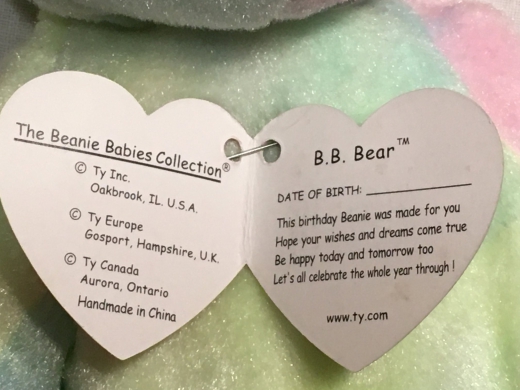 The Beanie Babies Collection®
© Ty Inc.
Oakbrook, IL. U.S.A.
© Ty Europe
Gosport, Hampshire, U.K.
© Ty Canada
Aurora, Ontario
Handmade in China
B.B. Bear™
DATE OF BIRTH: ____________________
This birthday Beanie was made for you
Hope your wishes and dreams come true
Be happy today and tomorrow too
Let's all celebrate the whole year through !
www.ty.com